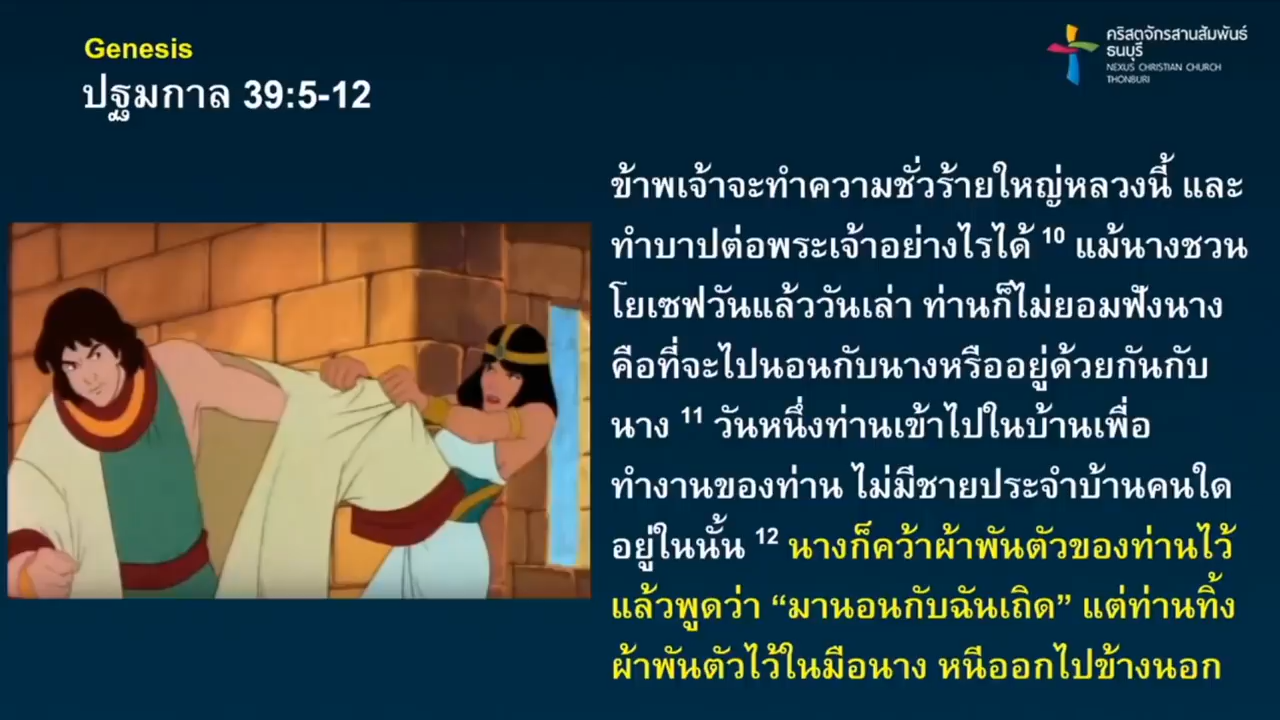 Genesis
ปฐมกาล 39:5-12
คริสตจักรสานสัมพันธ์
ธนบุรี
NEXUS CHRISTIAN CHURCH
THONBURI
ข้าพเจ้าจะทำความชั่วร้ายใหญ่หลวงนี้ และ
ทำบาปต่อพระเจ้าอย่างไรได้ 10 แม้นางชวน
โยเซฟวันแล้ววันเล่า ท่านก็ไม่ยอมฟังนาง
คือที่จะไปนอนกับนางหรืออยู่ด้วยกันกับ
นาง 11 วันหนึ่งท่านเข้าไปในบ้านเพื่อ
ทำงานของท่าน ไม่มีชายประจำบ้านคนใด
อยู่ในนั้น 12 นางก็คว้าผ้าพันตัวของท่านไว้
แล้วพูดว่า “มานอนกับฉันเถิด” แต่ท่านทิ้ง
ผ้าพันตัวไว้ในมือนาง หนีออกไปข้างนอก